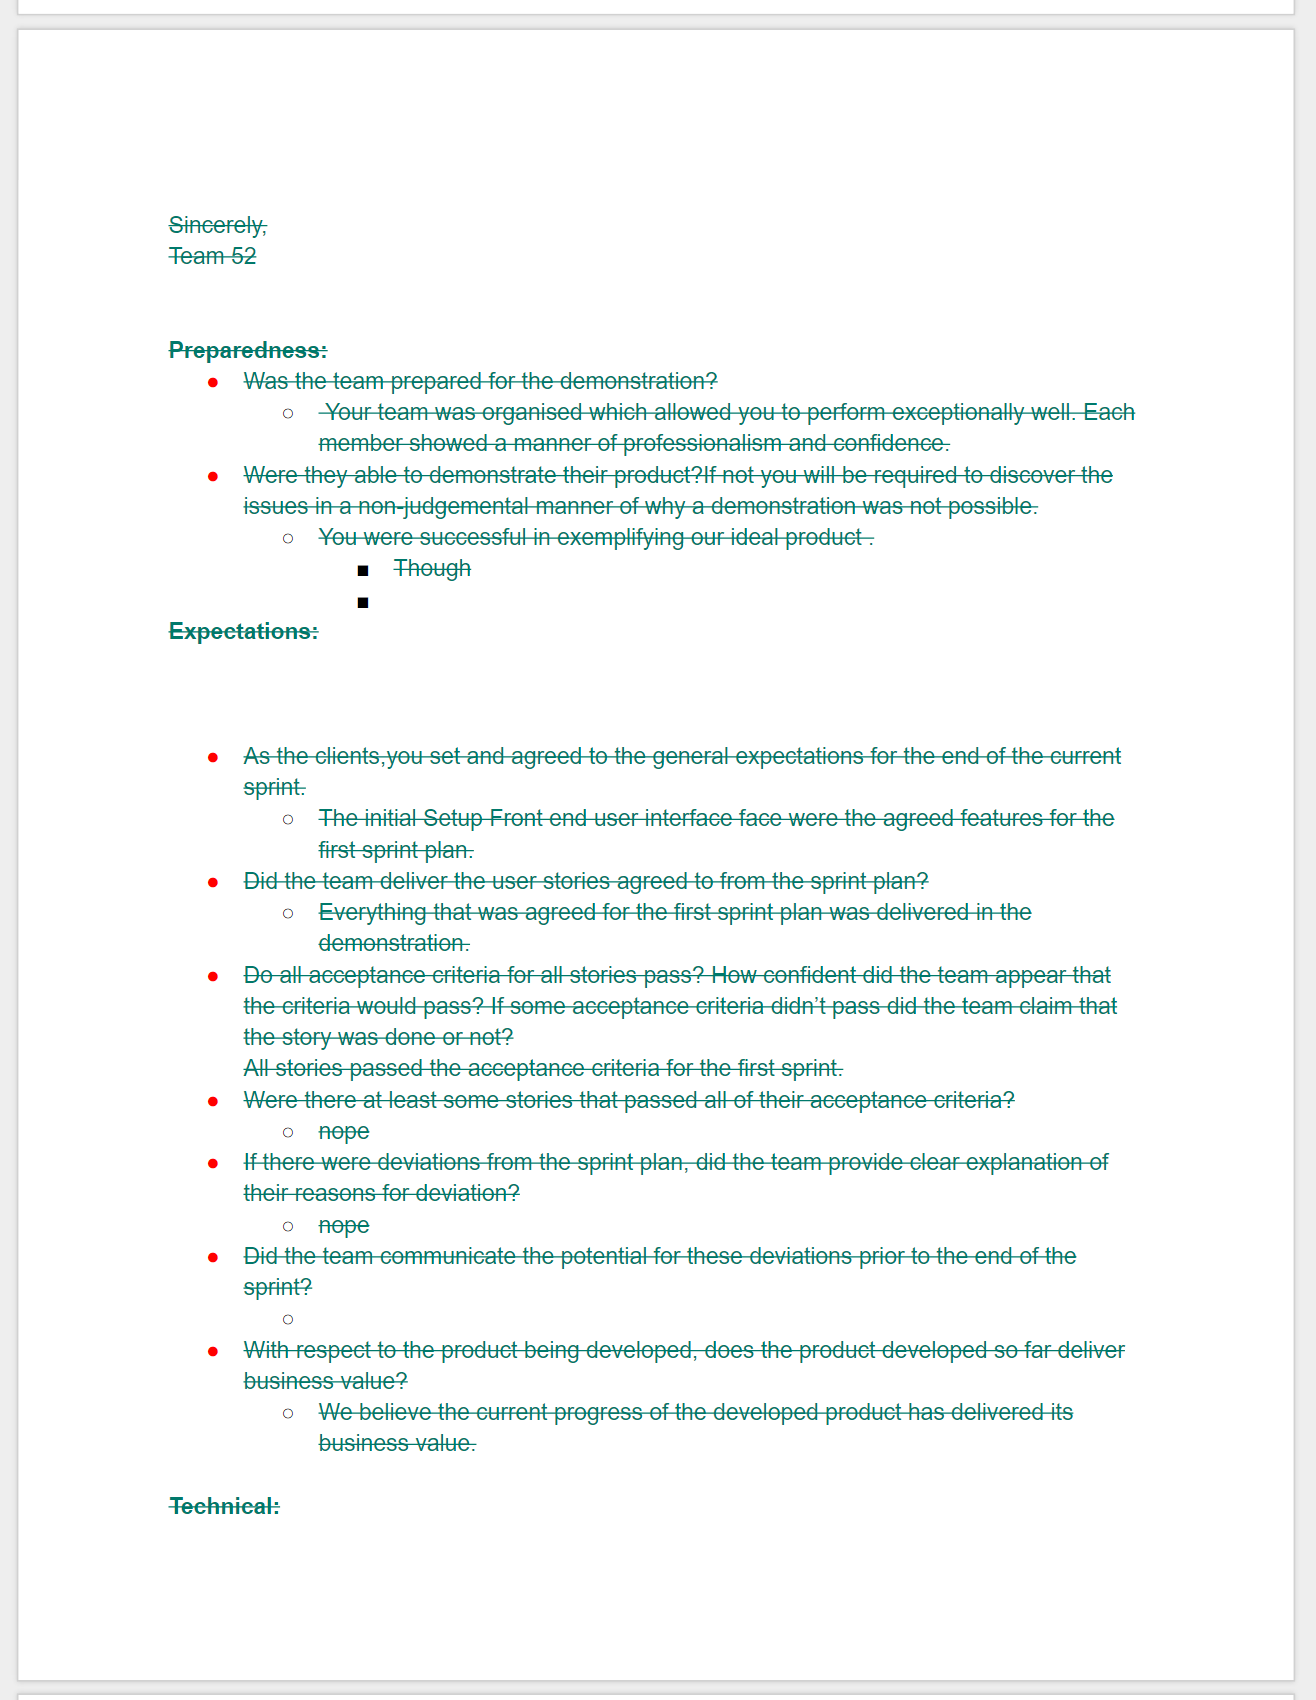 Sincerely,
Team 52
Preparedness:
● Was the team prepared for the demonstration?
○ Your team was organised which allowed you to perform exceptionally well. Each
member showed a manner of professionalism and confidence.
● Were they able to demonstrate their product?If not you will be required to discover the
issues in a non-judgemental manner of why a demonstration was not possible.
○ You were successful in exemplifying our ideal product .
■ Though
■
Expectations:
● As the clients,you set and agreed to the general expectations for the end of the current
sprint.
○ The initial Setup Front end user interface face were the agreed features for the
first sprint plan.
● Did the team deliver the user stories agreed to from the sprint plan?
○ Everything that was agreed for the first sprint plan was delivered in the
demonstration.
● Do all acceptance criteria for all stories pass? How confident did the team appear that
the criteria would pass? If some acceptance criteria didn’t pass did the team claim that
the story was done or not?
All stories passed the acceptance criteria for the first sprint.
● Were there at least some stories that passed all of their acceptance criteria?
○ nope
● If there were deviations from the sprint plan, did the team provide clear explanation of
their reasons for deviation?
○ nope
● Did the team communicate the potential for these deviations prior to the end of the
sprint?
○
● With respect to the product being developed, does the product developed so far deliver
business value?
○ We believe the current progress of the developed product has delivered its
business value.
Technical: